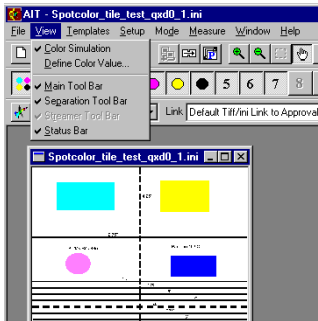 AIT - Spotcolor_tile_test_qxd0_1.ini
File View Templates Setup Mode Measure Window Help
Color Simulation
Define Color Value...
Main Tool Bar
Separation Tool Bar
Screamer Tool Bar
Status Bar
5 6 7 8
Link Default Tiff/ini Link to Approval
Spotcolor_tile_test_qxd0_1.ini